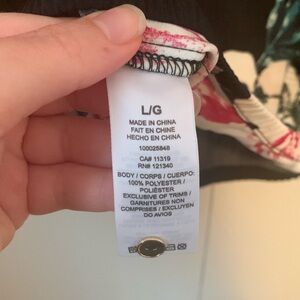 L/G
MADE IN CHINA
FAIT EN CHINE
HECHO EN CHINA
100025848
CA# 11319
RN# 121340
BODY / CORPS / CUERPO:
100% POLYESTER /
POLIÉSTER
EXCLUSIVE OF TRIMS /
GARNITURES NON
COMPRISES / EXCLUYEN
DO AVIOS